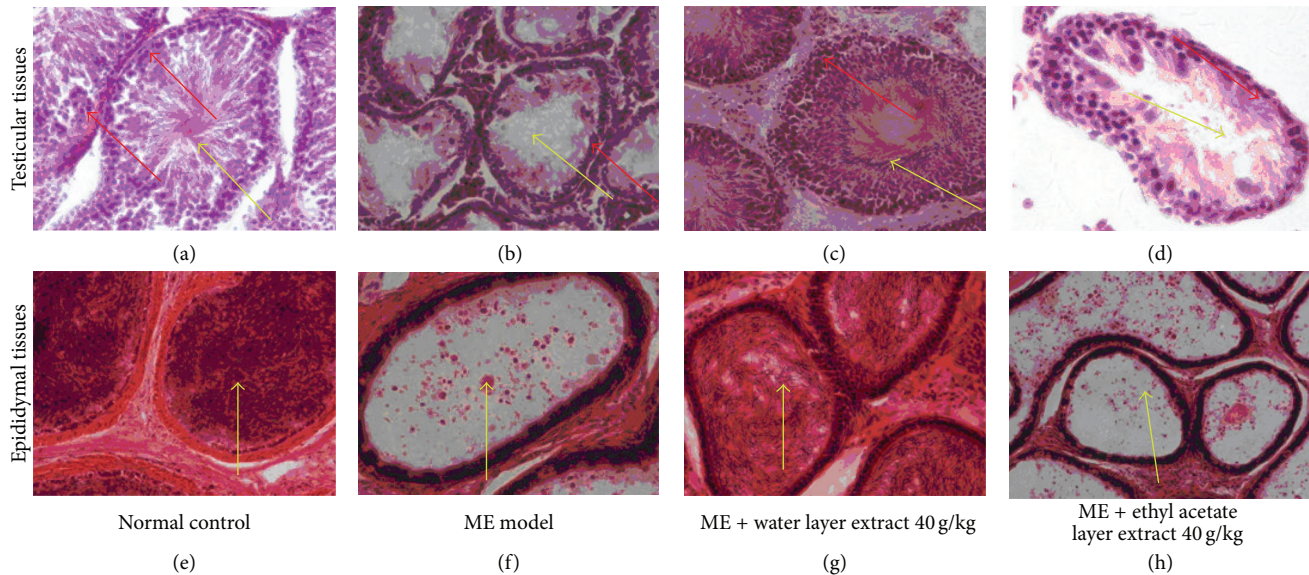 Testicular tissues
(a)
(b)
(c)
(d)
Epididymal tissues
Normal control
ME model
ME + water layer extract 40 g/kg
ME + ethyl acetate
layer extract 40 g/kg
(e)
(f)
(g)
(h)